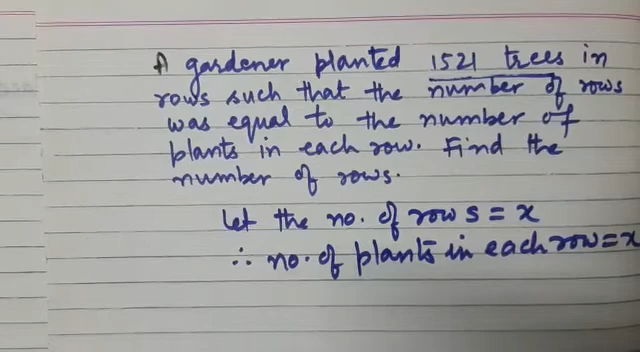 A gardener planted 1521 trees in
rows such that the number of rows
was equal to the number of
plants in each row. Find the
number of rows.
Let the no. of rows = x
∴ no. of plants in each row = x